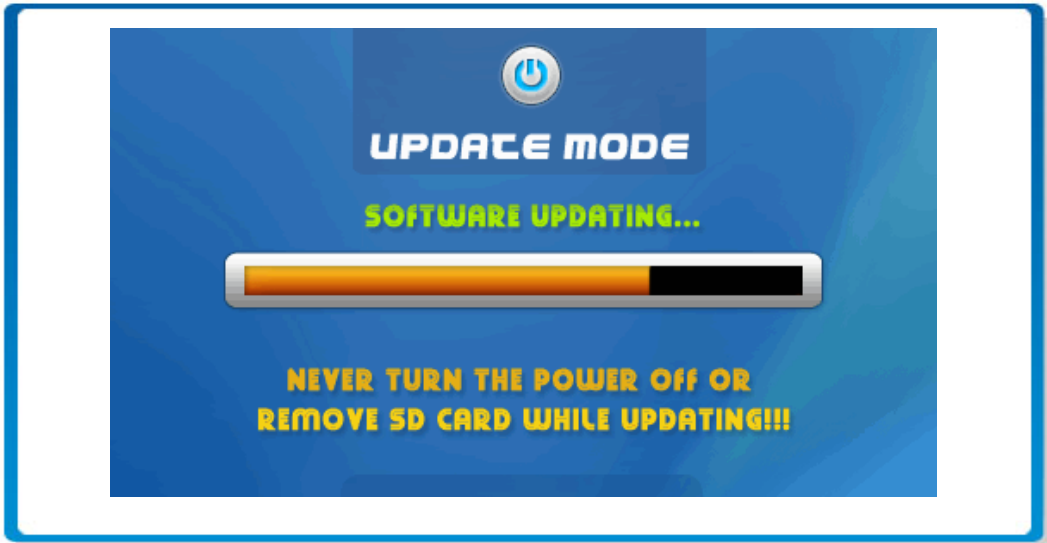 UPDATE MODE
SOFTWARE UPDATING...
NEVER TURN THE POWER OFF OR
REMOVE SD CARD WHILE UPDATING!!!